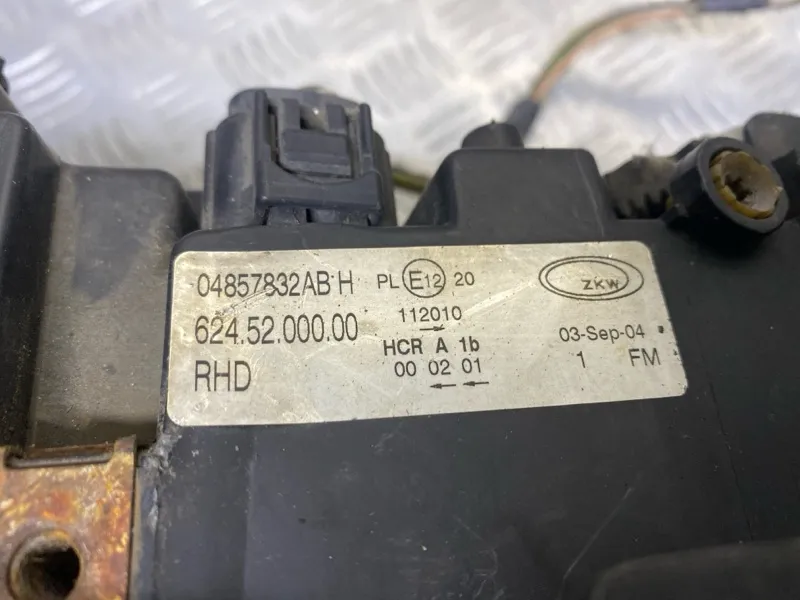 04857832AB H PL E12 20 ZKW
624.52.000.00 112010 03-Sep-04
RHD HCR A 1b 1 FM
00 02 01